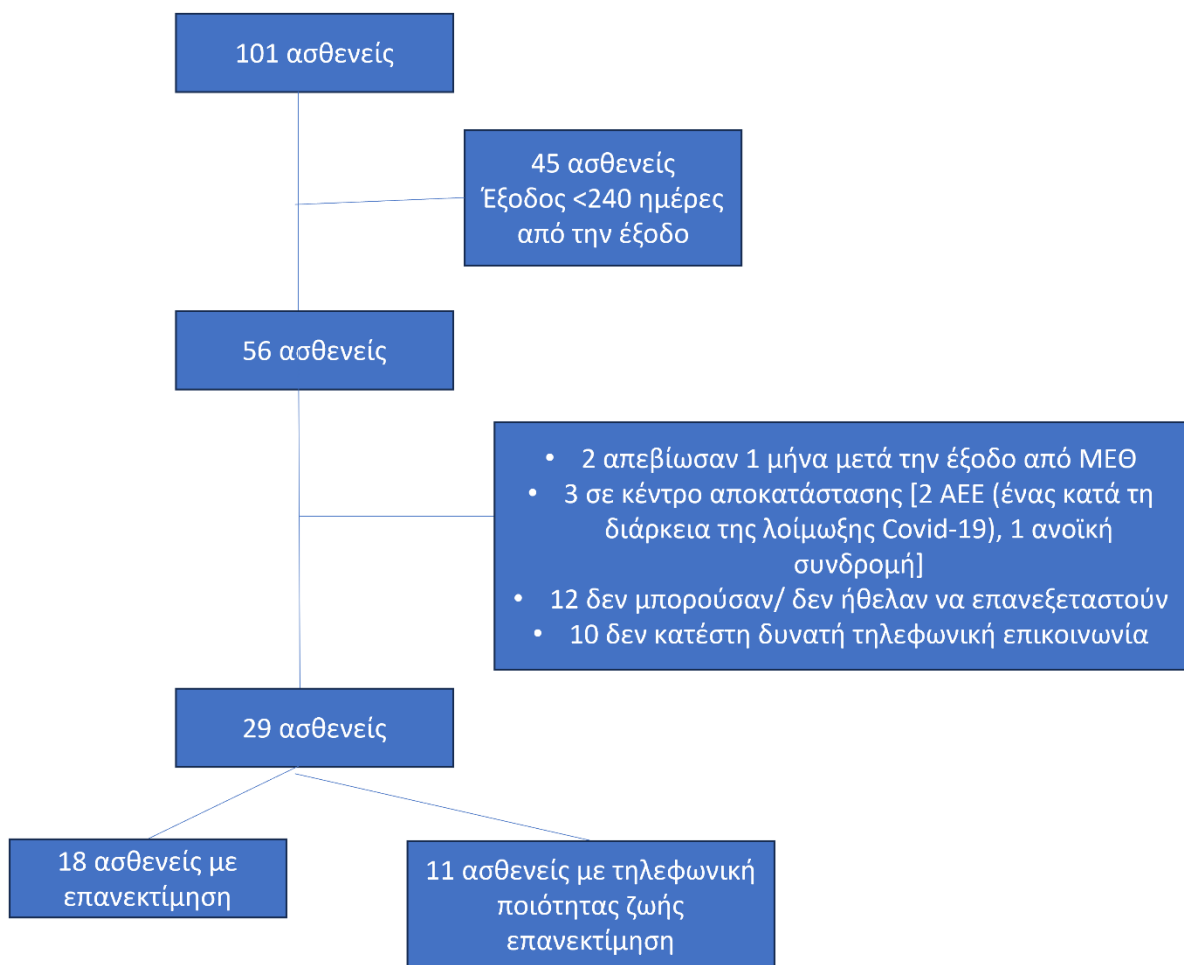 101 ασθενείς
45 ασθενείς
Έξοδος <240 ημέρες
από την έξοδο
56 ασθενείς
• 2 απεβίωσαν 1 μήνα μετά την έξοδο από ΜΕΘ
• 3 σε κέντρο αποκατάστασης [2 ΑΕΕ (ένας κατά τη
διάρκεια της λοίμωξης Covid-19), 1 ανοϊκή
συνδρομή]
• 12 δεν μπορούσαν/ δεν ήθελαν να επανεξεταστούν
• 10 δεν κατέστη δυνατή τηλεφωνική επικοινωνία
29 ασθενείς
18 ασθενείς με
επανεκτίμηση
11 ασθενείς με τηλεφωνική
ποιότητας ζωής
επανεκτίμηση